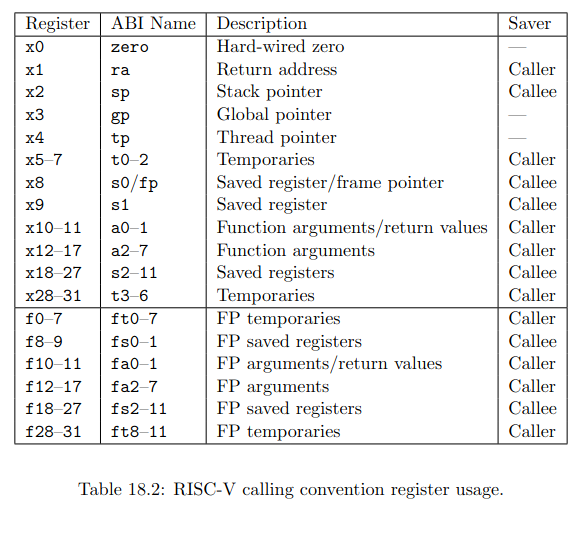 Register ABI Name Description Saver
x0 zero Hard-wired zero —
x1 ra Return address Caller
x2 sp Stack pointer Callee
x3 gp Global pointer —
x4 tp Thread pointer —
x5–7 t0–2 Temporaries Caller
x8 s0/fp Saved register/frame pointer Callee
x9 s1 Saved register Callee
x10–11 a0–1 Function arguments/return values Caller
x12–17 a2–7 Function arguments Caller
x18–27 s2–11 Saved registers Callee
x28–31 t3–6 Temporaries Caller
f0–7 ft0–7 FP temporaries Caller
f8–9 fs0–1 FP saved registers Callee
f10–11 fa0–1 FP arguments/return values Caller
f12–17 fa2–7 FP arguments Caller
f18–27 fs2–11 FP saved registers Callee
f28–31 ft8–11 FP temporaries Caller
Table 18.2: RISC-V calling convention register usage.